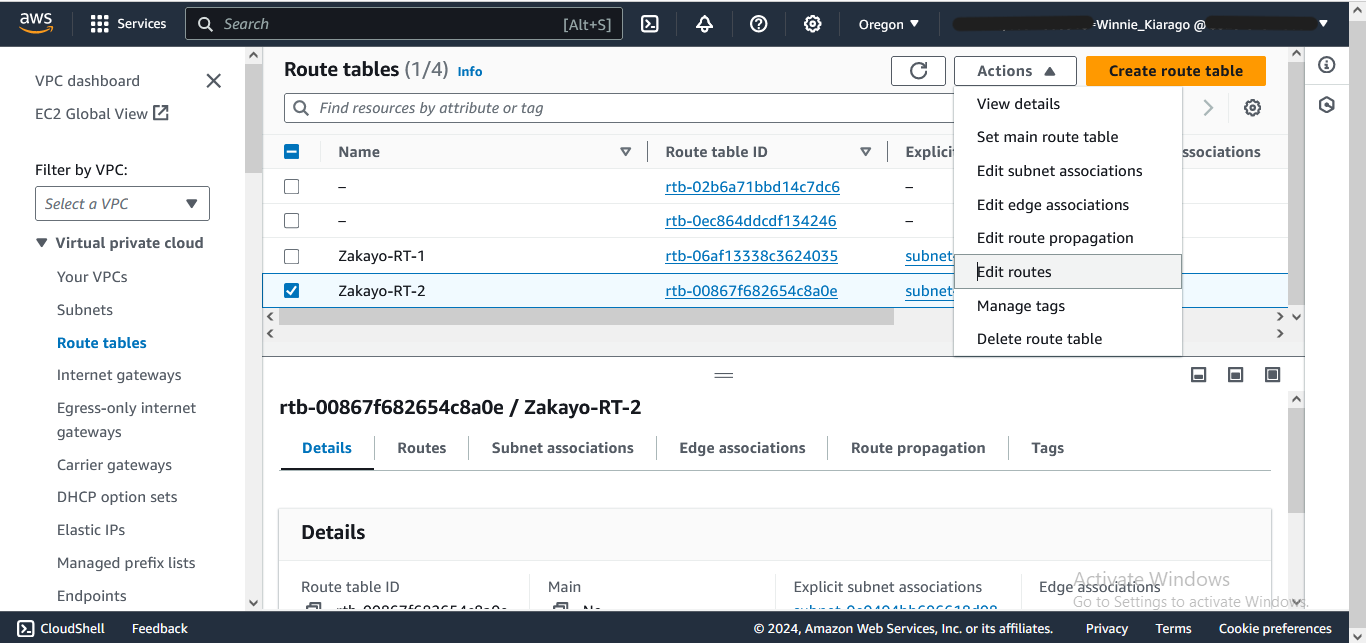 aws
Services
Search
[Alt+S]
Oregon
Winnie_Kiarago @
VPC dashboard
EC2 Global View
Filter by VPC:
Select a VPC
Virtual private cloud
Your VPCs
Subnets
Route tables
Internet gateways
Egress-only internet
gateways
Carrier gateways
DHCP option sets
Elastic IPs
Managed prefix lists
Endpoints
Route tables (1/4) Info
Actions
Create route table
Find resources by attribute or tag
View details
Set main route table
Edit subnet associations
Edit edge associations
Edit route propagation
Edit routes
Manage tags
Delete route table
Name
Route table ID
Explicit
ssociations
– rtb-02b6a71bbd14c7dc6 –
– rtb-0ec864ddcdf134246 –
Zakayo-RT-1 rtb-06af13338c3624035 subnet-
Zakayo-RT-2 rtb-00867f682654c8a0e subnet-
rtb-00867f682654c8a0e / Zakayo-RT-2
Details
Routes
Subnet associations
Edge associations
Route propagation
Tags
Details
Route table ID
rtb-00867f682654c8a0e
Main
No
Explicit subnet associations
Edge associations
Activate Windows
Go to Settings to activate Windows.
CloudShell
Feedback
© 2024, Amazon Web Services, Inc. or its affiliates.
Privacy
Terms
Cookie preferences